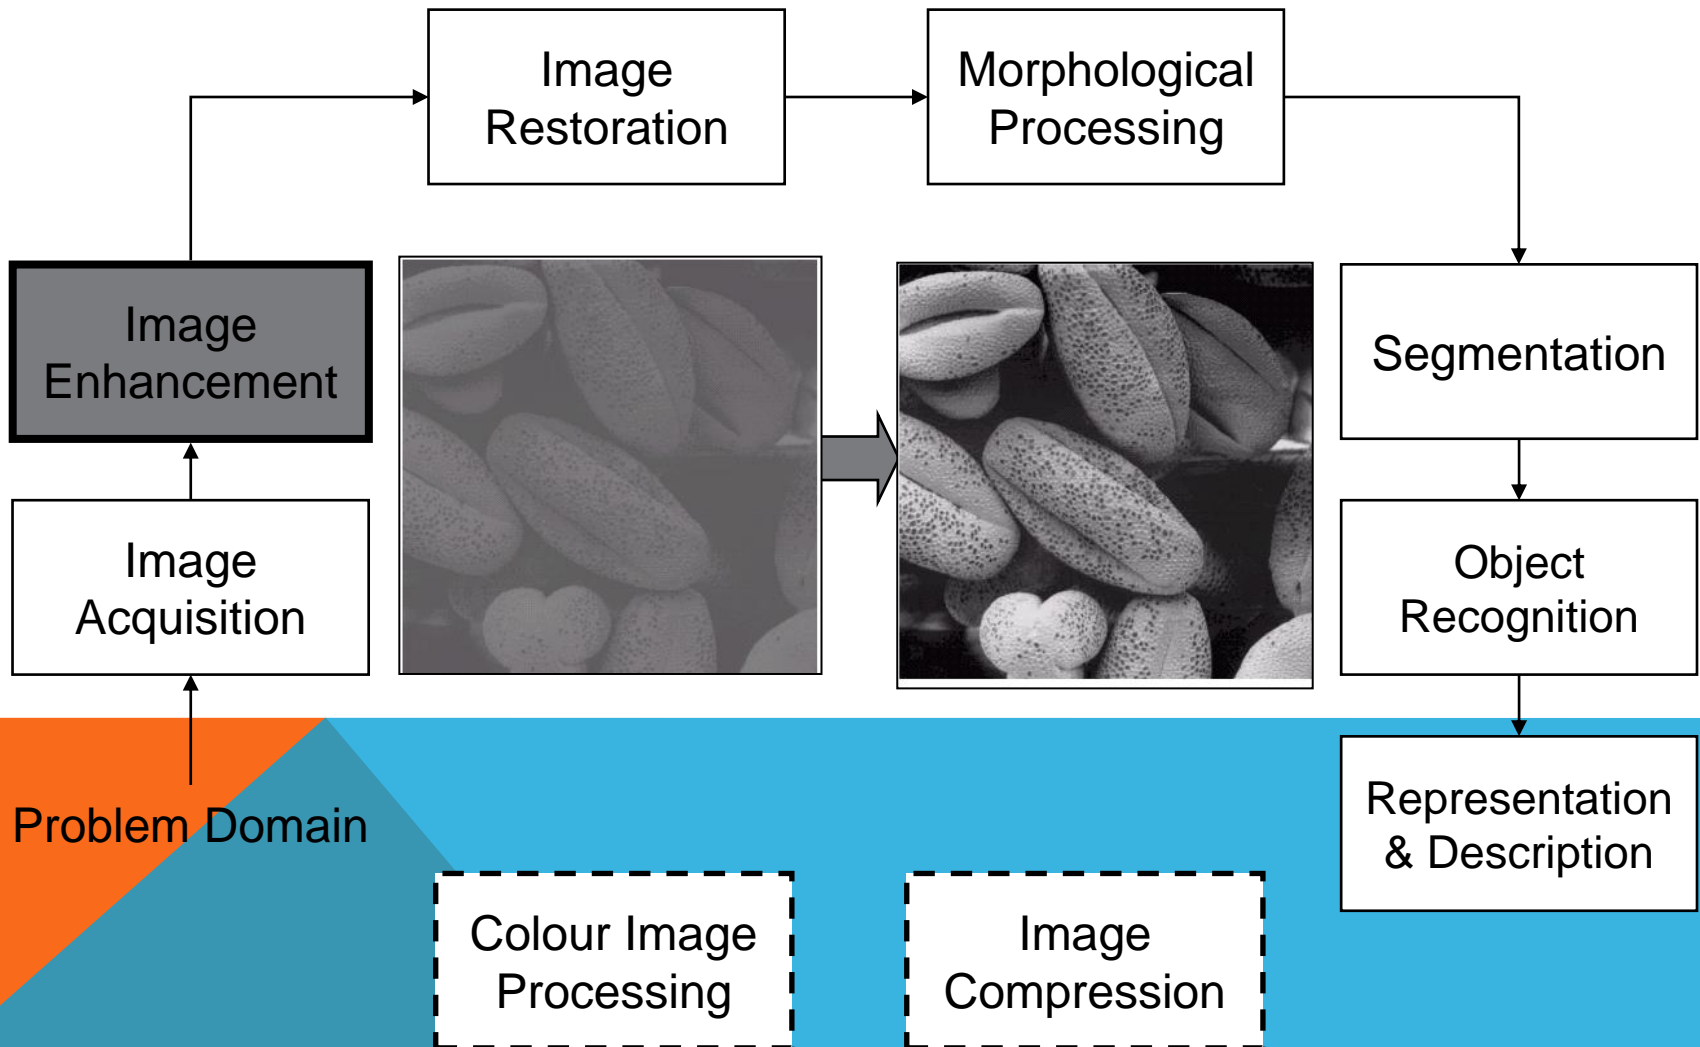 Image
Restoration
Morphological
Processing
Image
Enhancement
Segmentation
Image
Acquisition
Object
Recognition
Problem Domain
Representation
& Description
Colour Image
Processing
Image
Compression